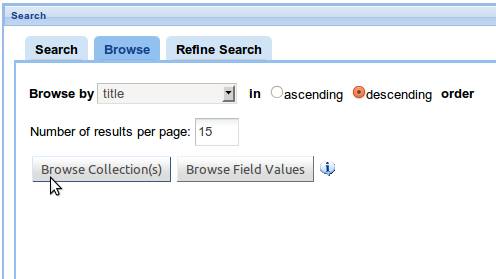 Search
Search Browse Refine Search
Browse by title in ascending descending order
Number of results per page: 15
Browse Collection(s) Browse Field Values i